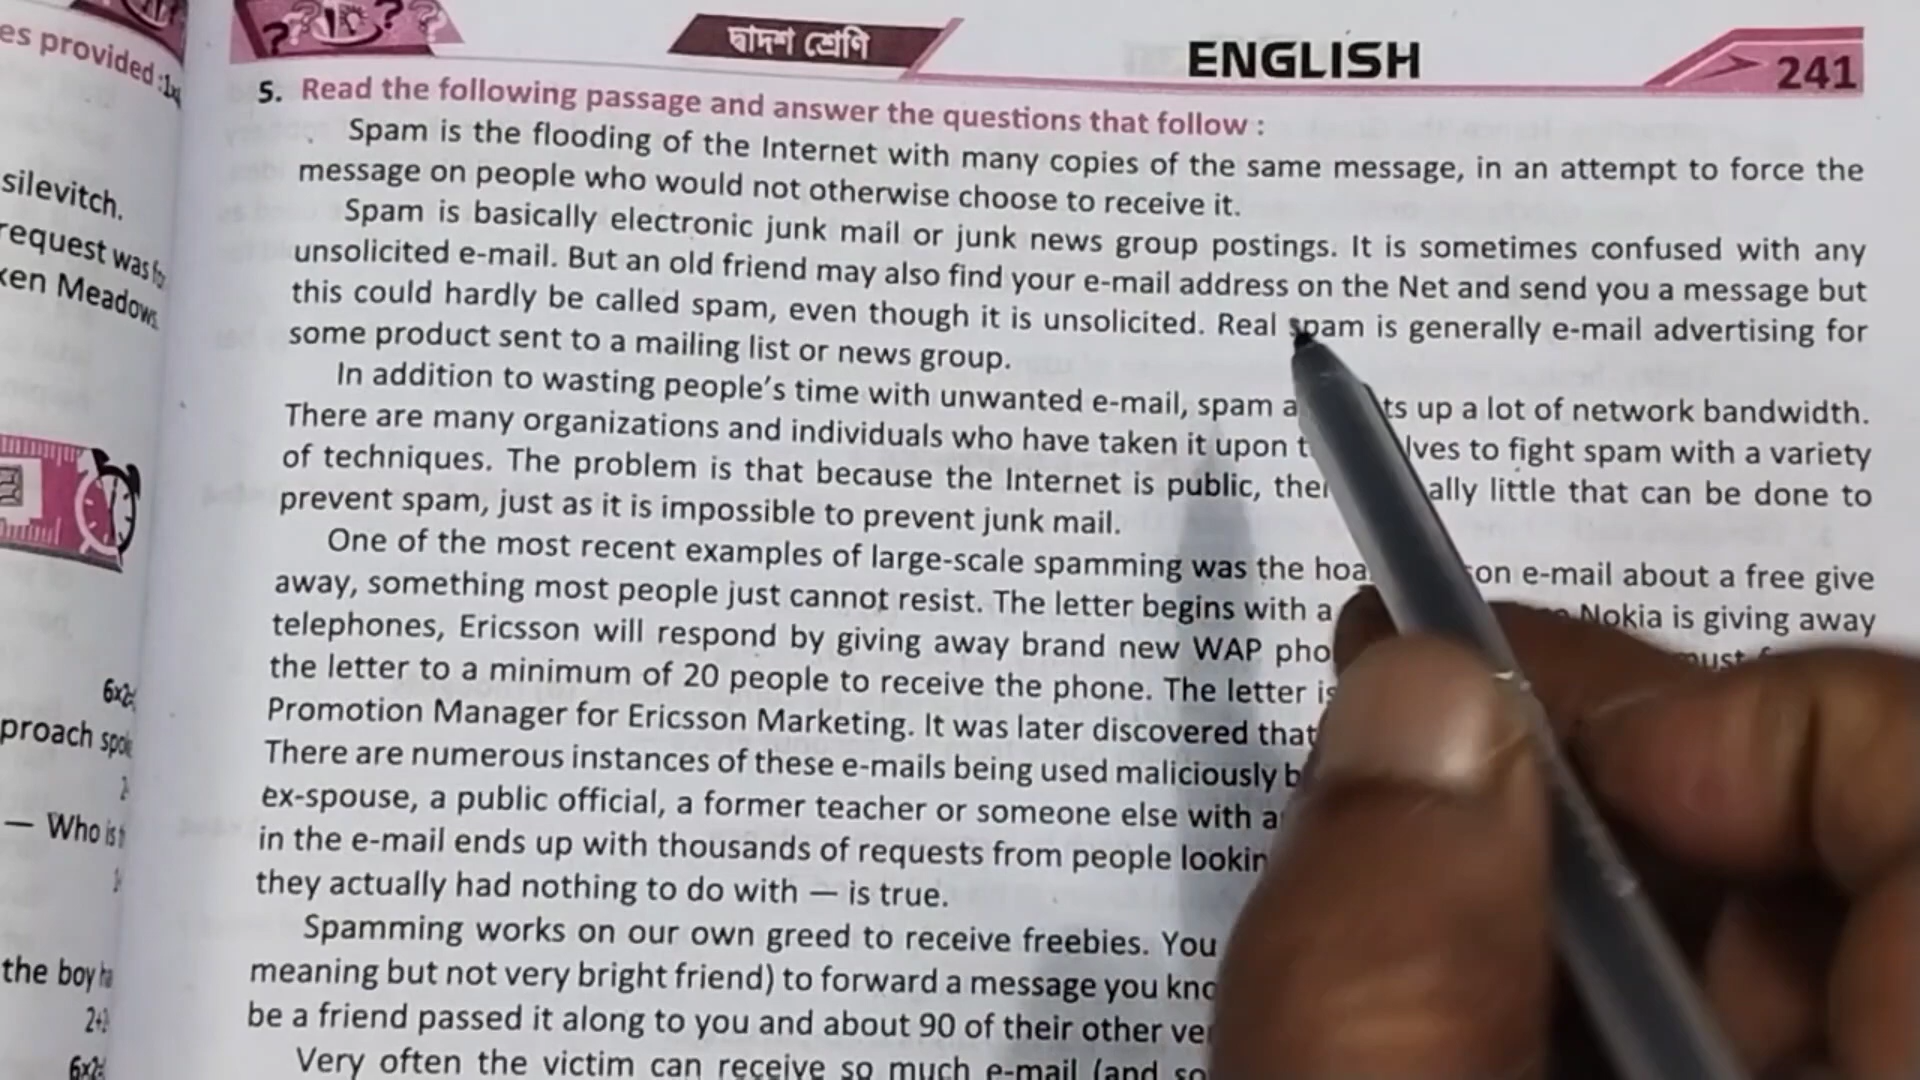 es provided :
দ্বাদশ শ্রেণি
ENGLISH
241
silevitch.
request was
ken Meadows
6×2
proach
— Who is
the boy
2+
6×2
5. Read the following passage and answer the questions that follow :
Spam is the flooding of the Internet with many copies of the same message, in an attempt to force the
message on people who would not otherwise choose to receive it.
Spam is basically electronic junk mail or junk news group postings. It is sometimes confused with any
unsolicited e-mail. But an old friend may also find your e-mail address on the Net and send you a message but
this could hardly be called spam, even though it is unsolicited. Real spam is generally e-mail advertising for
some product sent to a mailing list or news group.
In addition to wasting people's time with unwanted e-mail, spam up a lot of network bandwidth.
There are many organizations and individuals who have taken it upon to fight spam with a variety
of techniques. The problem is that because the Internet is public, little that can be done to
prevent spam, just as it is impossible to prevent junk mail.
One of the most recent examples of large-scale spamming was the on e-mail about a free give
away, something most people just cannot resist. The letter begins with a Nokia is giving away
telephones, Ericsson will respond by giving away brand new WAP must
the letter to a minimum of 20 people to receive the phone. The letter
Promotion Manager for Ericsson Marketing. It was later discovered that
There are numerous instances of these e-mails being used maliciously
ex-spouse, a public official, a former teacher or someone else with
in the e-mail ends up with thousands of requests from people
they actually had nothing to do with — is true.
Spamming works on our own greed to receive freebies. You
meaning but not very bright friend) to forward a message you
be a friend passed it along to you and about 90 of their other
Very often the victim can receive so much e-mail (and